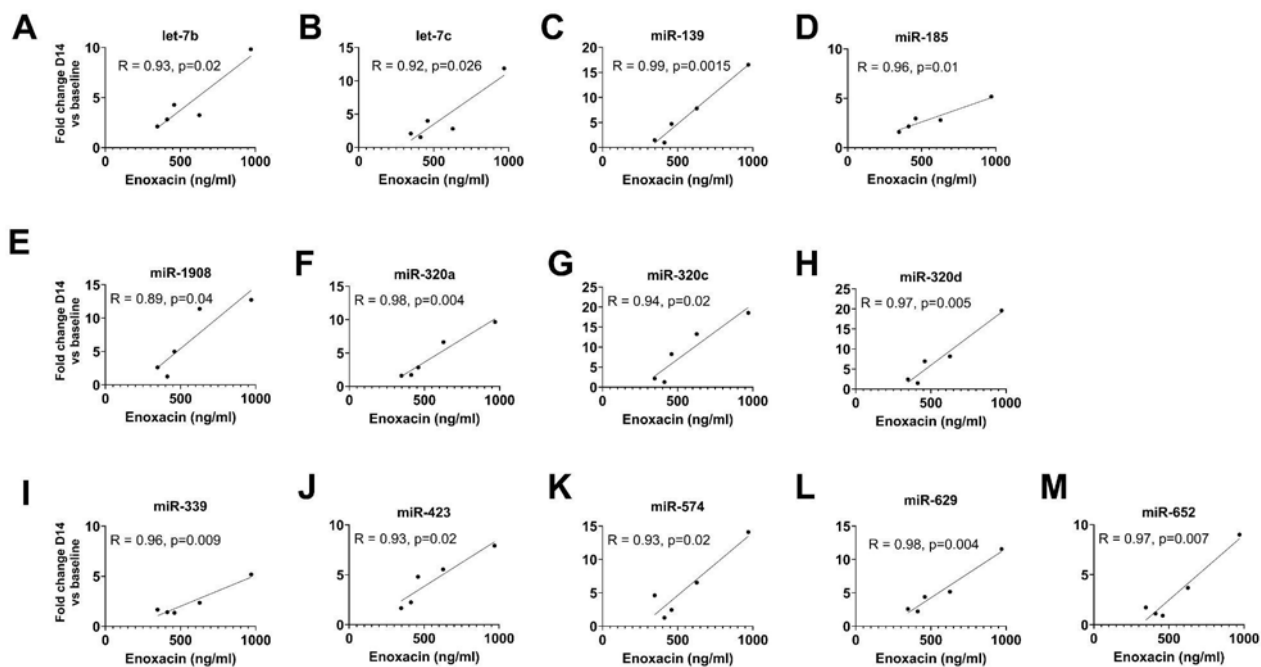 A
let-7b
R = 0.93, p=0.02
Fold change D14
vs baseline
10
5
0
0
500
1000
Enoxacin (ng/ml)
B
let-7c
R = 0.92, p=0.026
15
10
5
0
0
500
1000
Enoxacin (ng/ml)
C
miR-139
R = 0.99, p=0.0015
20
15
10
5
0
0
500
1000
Enoxacin (ng/ml)
D
miR-185
R = 0.96, p=0.01
10
5
0
0
500
1000
Enoxacin (ng/ml)
E
miR-1908
R = 0.89, p=0.04
Fold change D14
vs baseline
15
10
5
0
0
500
1000
Enoxacin (ng/ml)
F
miR-320a
R = 0.98, p=0.004
15
10
5
0
0
500
1000
Enoxacin (ng/ml)
G
miR-320c
R = 0.94, p=0.02
25
20
15
10
5
0
0
500
1000
Enoxacin (ng/ml)
H
miR-320d
R = 0.97, p=0.005
25
20
15
10
5
0
0
500
1000
Enoxacin (ng/ml)
I
miR-339
R = 0.96, p=0.009
Fold change D14
vs baseline
10
5
0
0
500
1000
Enoxacin (ng/ml)
J
miR-423
R = 0.93, p=0.02
10
5
0
0
500
1000
Enoxacin (ng/ml)
K
miR-574
R = 0.93, p=0.02
15
10
5
0
0
500
1000
Enoxacin (ng/ml)
L
miR-629
R = 0.98, p=0.004
15
10
5
0
0
500
1000
Enoxacin (ng/ml)
M
miR-652
R = 0.97, p=0.007
10
5
0
0
500
1000
Enoxacin (ng/ml)